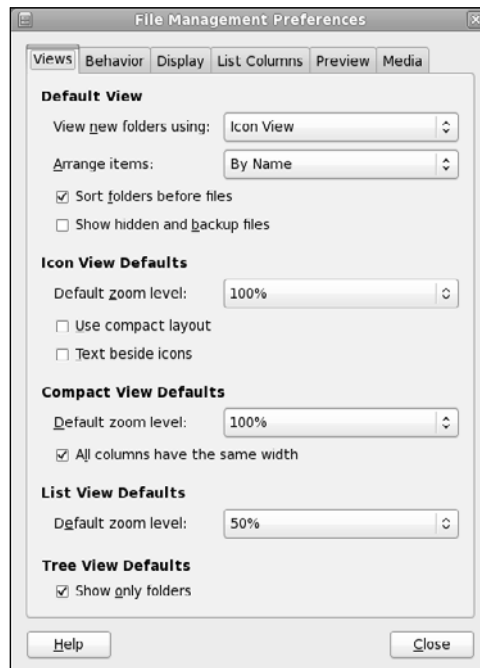 File Management Preferences
Views Behavior Display List Columns Preview Media
Default View
View new folders using: Icon View
Arrange items: By Name
Sort folders before files
Show hidden and backup files
Icon View Defaults
Default zoom level: 100%
Use compact layout
Text beside icons
Compact View Defaults
Default zoom level: 100%
All columns have the same width
List View Defaults
Default zoom level: 50%
Tree View Defaults
Show only folders
Help Close